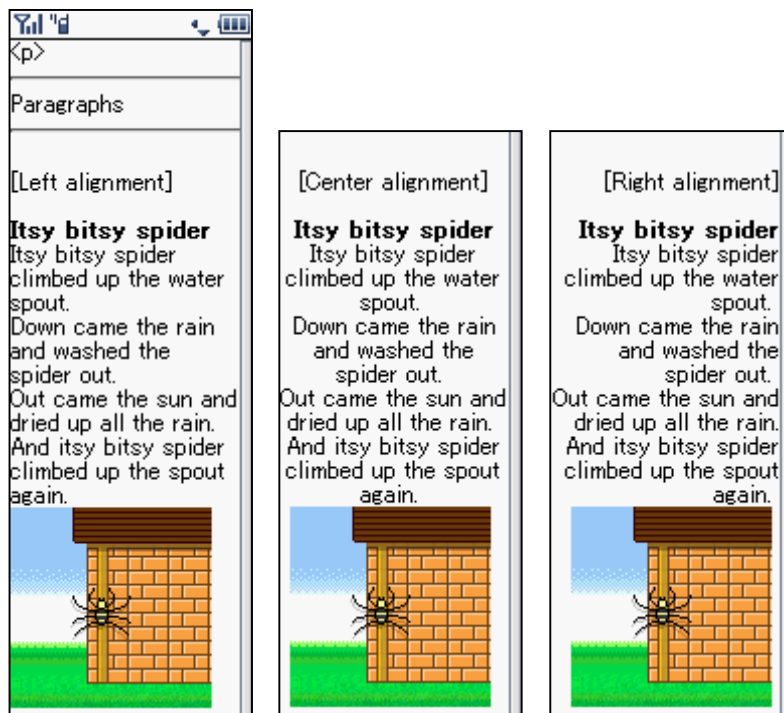 <p>
Paragraphs
[Left alignment]
Itsy bitsy spider
Itsy bitsy spider
climbed up the water
spout.
Down came the rain
and washed the
spider out.
Out came the sun and
dried up all the rain.
And itsy bitsy spider
climbed up the spout
again.
[Center alignment]
Itsy bitsy spider
Itsy bitsy spider
climbed up the water
spout.
Down came the rain
and washed the
spider out.
Out came the sun and
dried up all the rain.
And itsy bitsy spider
climbed up the spout
again.
[Right alignment]
Itsy bitsy spider
Itsy bitsy spider
climbed up the water
spout.
Down came the rain
and washed the
spider out.
Out came the sun and
dried up all the rain.
And itsy bitsy spider
climbed up the spout
again.